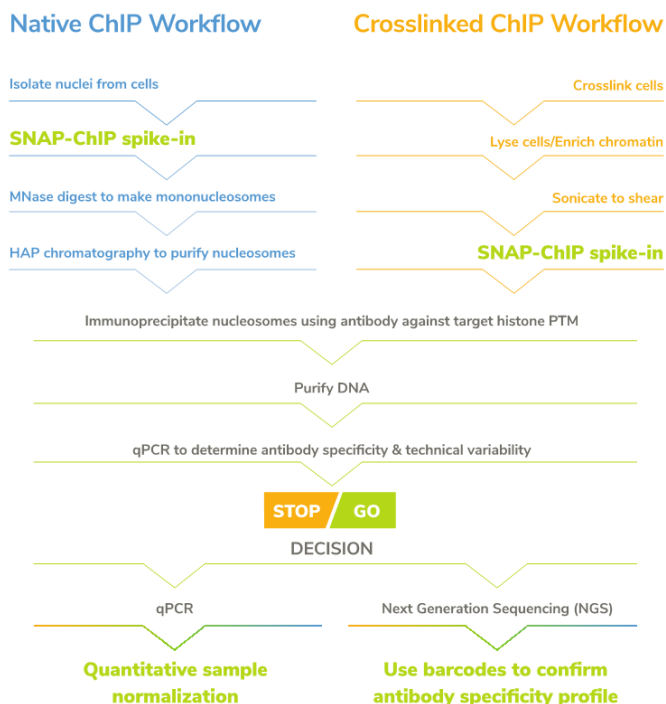 Native ChIP Workflow
Isolate nuclei from cells
SNAP-ChIP spike-in
MNase digest to make mononucleosomes
HAP chromatography to purify nucleosomes
Crosslinked ChIP Workflow
Crosslink cells
Lyse cells/Enrich chromatin
Sonicate to shear
SNAP-ChIP spike-in
Immunoprecipitate nucleosomes using antibody against target histone PTM
Purify DNA
qPCR to determine antibody specificity & technical variability
STOP / GO
DECISION
qPCR
Quantitative sample
normalization
Next Generation Sequencing (NGS)
Use barcodes to confirm
antibody specificity profile